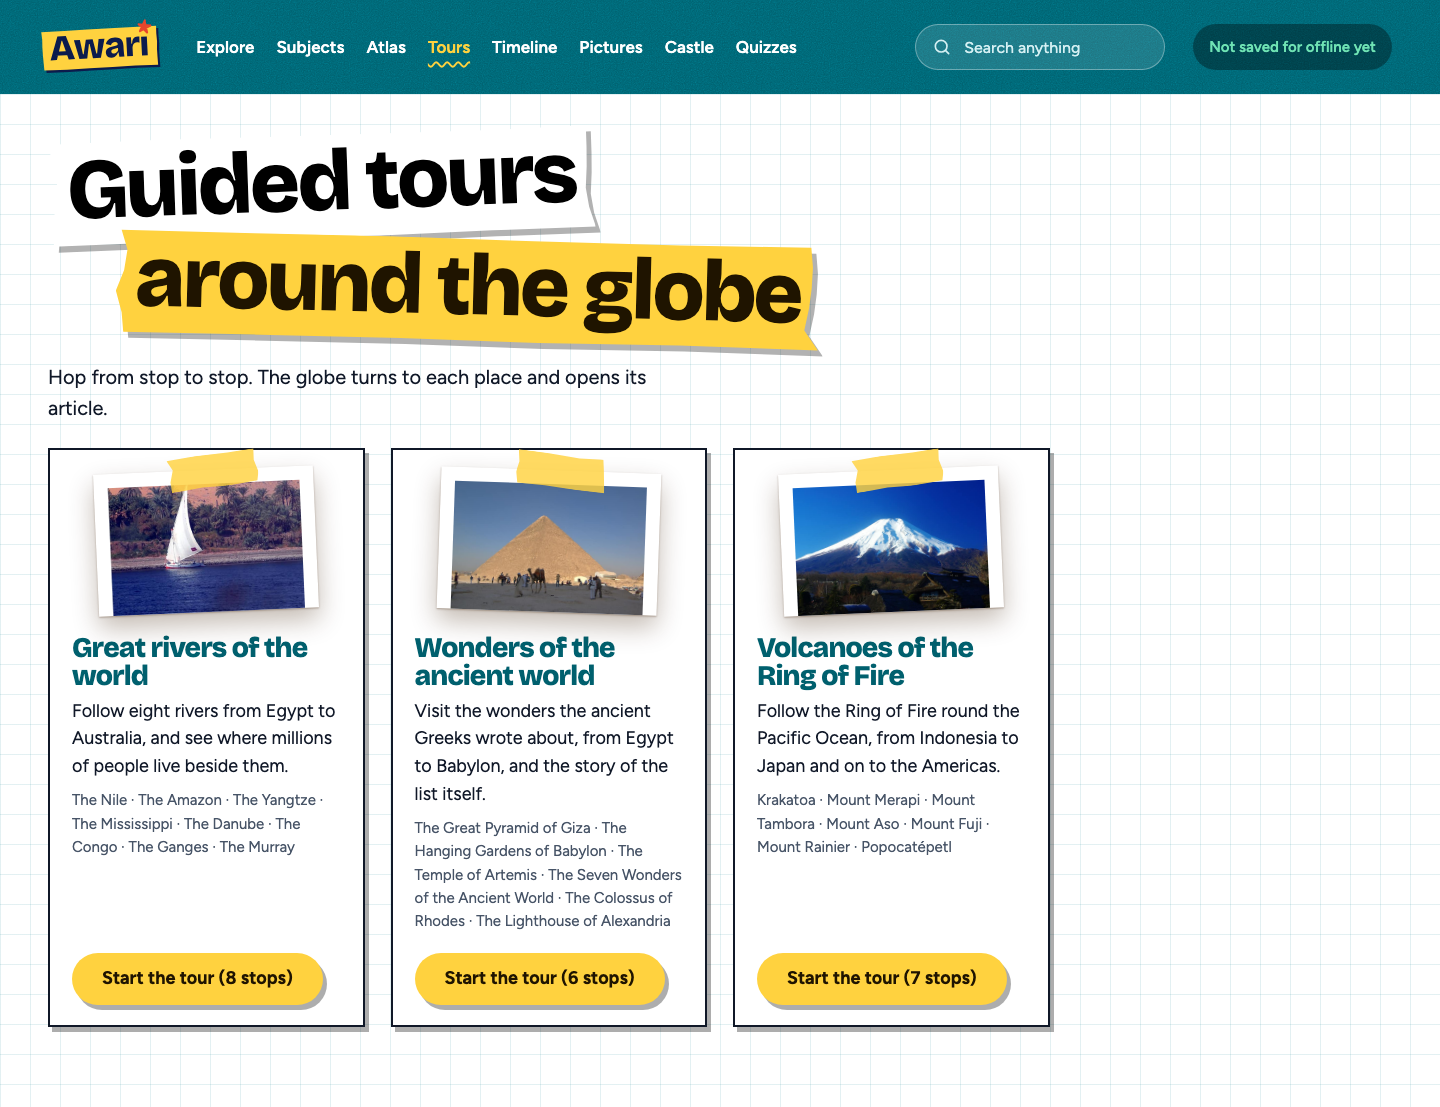 Awari
Explore
Subjects
Atlas
Tours
Timeline
Pictures
Castle
Quizzes
Search anything
Not saved for offline yet
Guided tours
around the globe
Hop from stop to stop. The globe turns to each place and opens its
article.
Great rivers of the
world
Follow eight rivers from Egypt to
Australia, and see where millions
of people live beside them.
The Nile · The Amazon · The Yangtze ·
The Mississippi · The Danube · The
Congo · The Ganges · The Murray
Start the tour (8 stops)
Wonders of the
ancient world
Visit the wonders the ancient
Greeks wrote about, from Egypt
to Babylon, and the story of the
list itself.
The Great Pyramid of Giza · The
Hanging Gardens of Babylon · The
Temple of Artemis · The Seven Wonders
of the Ancient World · The Colossus of
Rhodes · The Lighthouse of Alexandria
Start the tour (6 stops)
Volcanoes of the
Ring of Fire
Follow the Ring of Fire round the
Pacific Ocean, from Indonesia to
Japan and on to the Americas.
Krakatoa · Mount Merapi · Mount
Tambora · Mount Aso · Mount Fuji ·
Mount Rainier · Popocatépetl
Start the tour (7 stops)